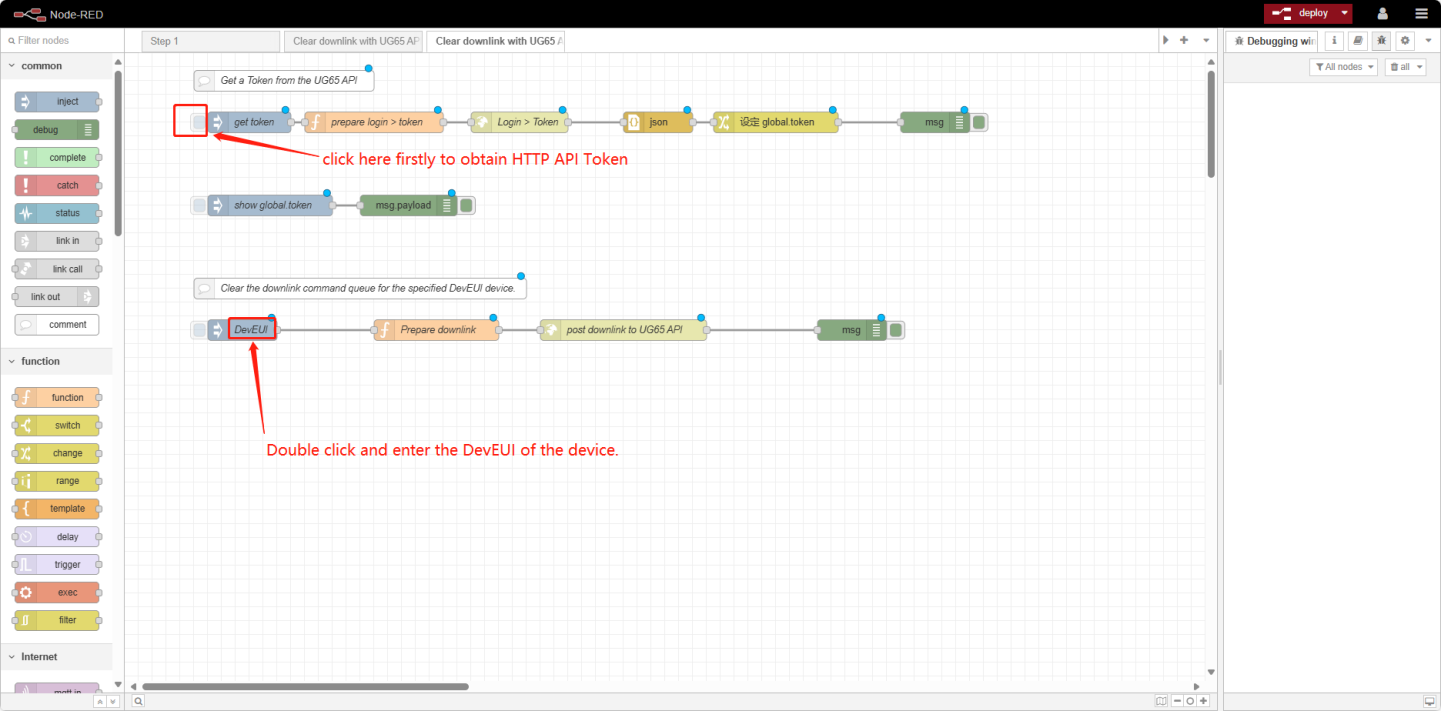 Node-RED
deploy
Filter nodes
Step 1
Clear downlink with UG65 AP
Clear downlink with UG65 A
Debugging win
All nodes
all
common
inject
debug
complete
catch
status
link in
link call
link out
comment
function
function
switch
change
range
template
delay
trigger
exec
filter
Internet
mqtt in
Get a Token from the UG65 API
get token
prepare login > token
Login > Token
json
设定 global.token
msg
click here firstly to obtain HTTP API Token
show global.token
msg.payload
Clear the downlink command queue for the specified DevEUI device.
DevEUI
Prepare downlink
post downlink to UG65 API
msg
Double click and enter the DevEUI of the device.